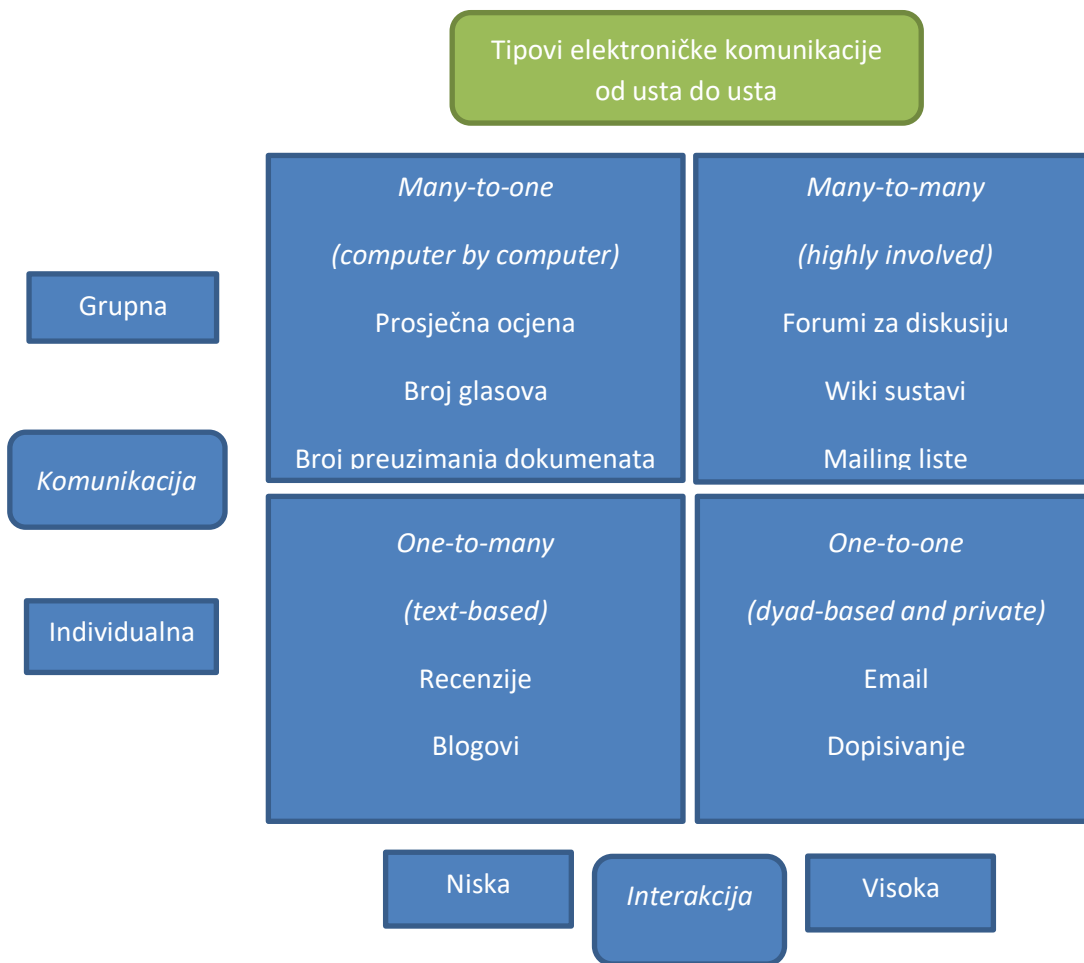 Tipovi elektroničke komunikacije
od usta do usta
Many-to-one
(computer by computer)
Prosječna ocjena
Broj glasova
Broj preuzimanja dokumenata
Many-to-many
(highly involved)
Forumi za diskusiju
Wiki sustavi
Mailing liste
Grupna
Komunikacija
Individualna
One-to-many
(text-based)
Recenzije
Blogovi
One-to-one
(dyad-based and private)
Email
Dopisivanje
Niska
Interakcija
Visoka